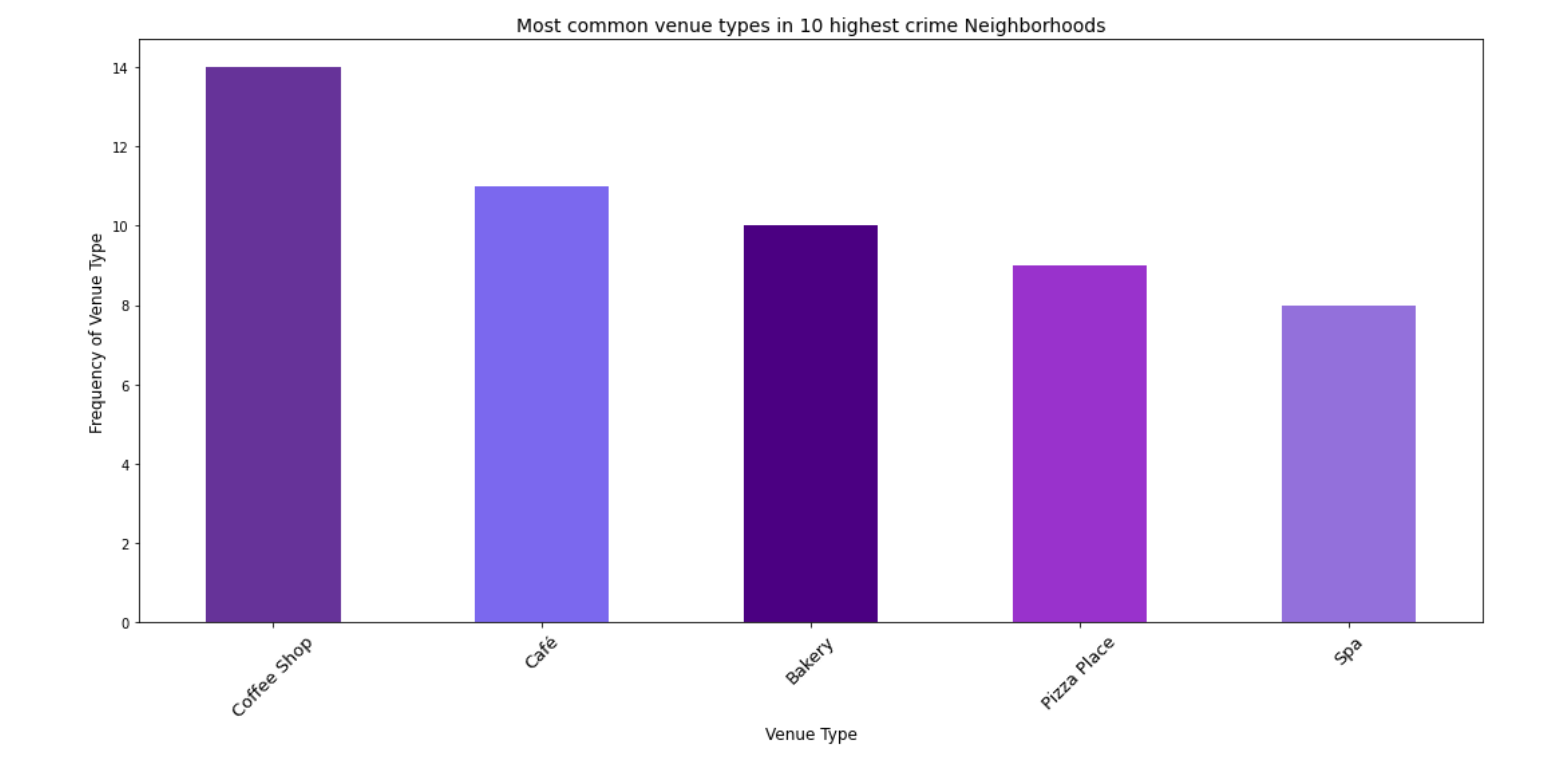 Most common venue types in 10 highest crime Neighborhoods
14
12
10
8
6
4
2
0
Frequency of Venue Type
Coffee Shop
Café
Bakery
Pizza Place
Spa
Venue Type